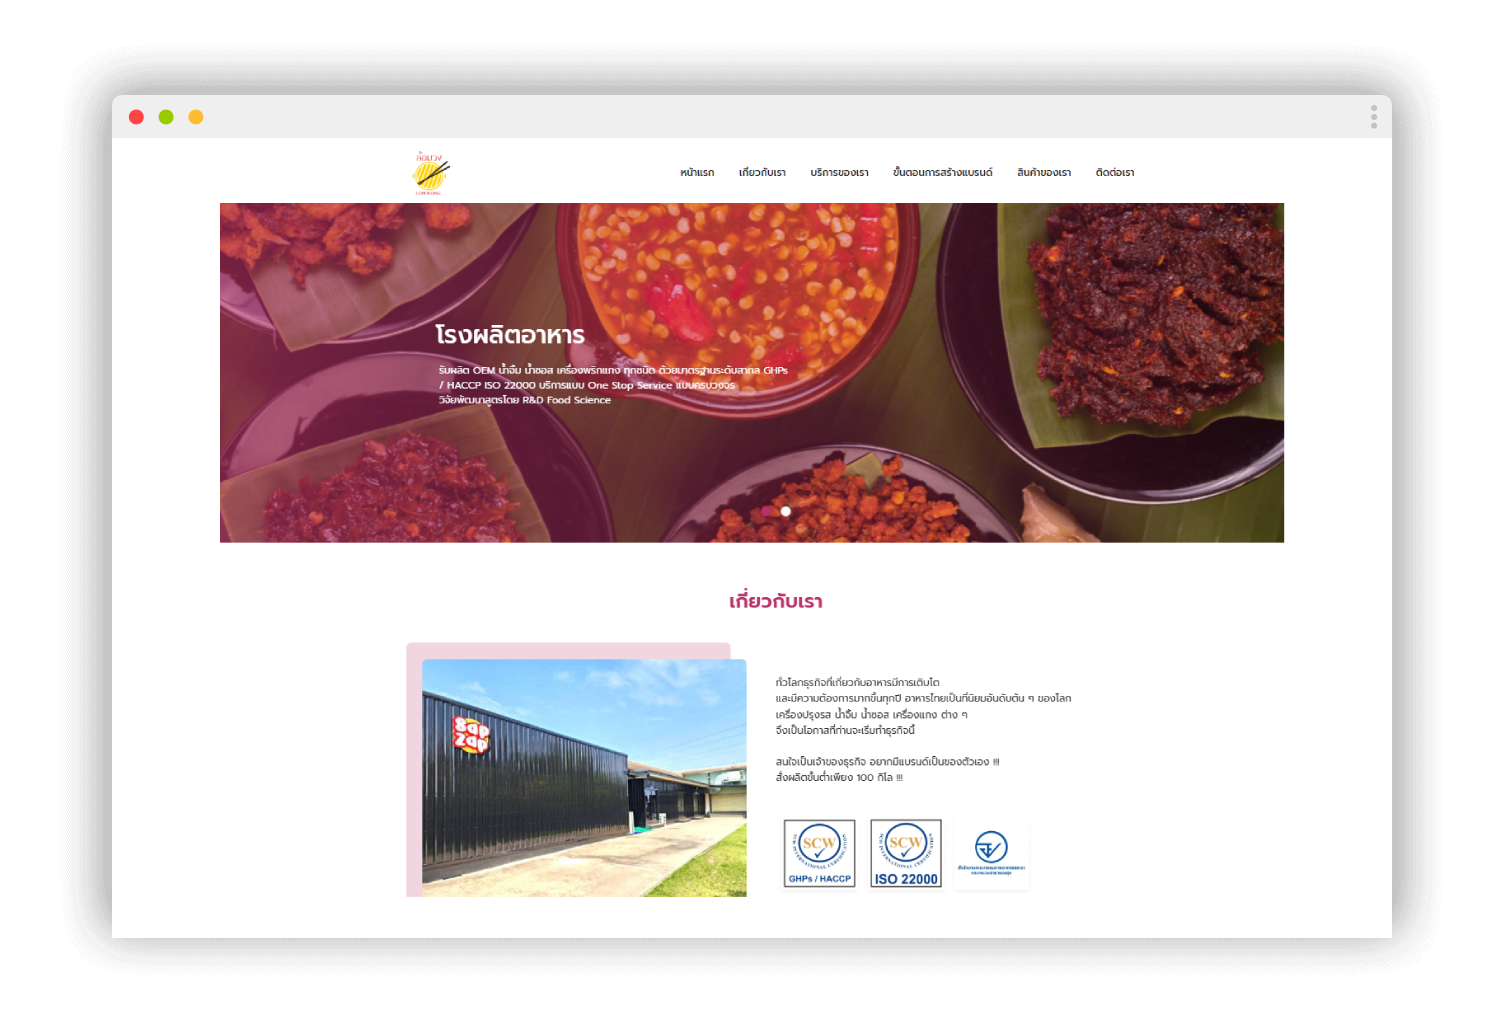 ล้อมวง
LOMWONG
หน้าแรก เกี่ยวกับเรา บริการของเรา ขั้นตอนการสร้างแบรนด์ สินค้าของเรา ติดต่อเรา
โรงผลิตอาหาร
รับผลิต OEM น้ำจิ้ม น้ำซอส เครื่องพริกแกง ทุกชนิด ด้วยมาตรฐานระดับสากล GHPs
/ HACCP ISO 22000 บริการแบบ One Stop Service แบบครบวงจร
วิจัยพัฒนาสูตรโดย R&D Food Science
เกี่ยวกับเรา
Sap
Zap
ทั่วโลกธุรกิจที่เกี่ยวกับอาหารมีการเติบโต
และมีความต้องการมากขึ้นทุกปี อาหารไทยเป็นที่นิยมอันดับต้น ๆ ของโลก
เครื่องปรุงรส น้ำจิ้ม น้ำซอส เครื่องแกง ต่าง ๆ
จึงเป็นโอกาสที่ท่านจะเริ่มทำธุรกิจนี้
สนใจเป็นเจ้าของธุรกิจ อยากมีแบรนด์เป็นของตัวเอง !!!
สั่งผลิตขั้นต่ำเพียง 100 กิโล !!!
SCW
GHPs / HACCP
SCW
ISO 22000